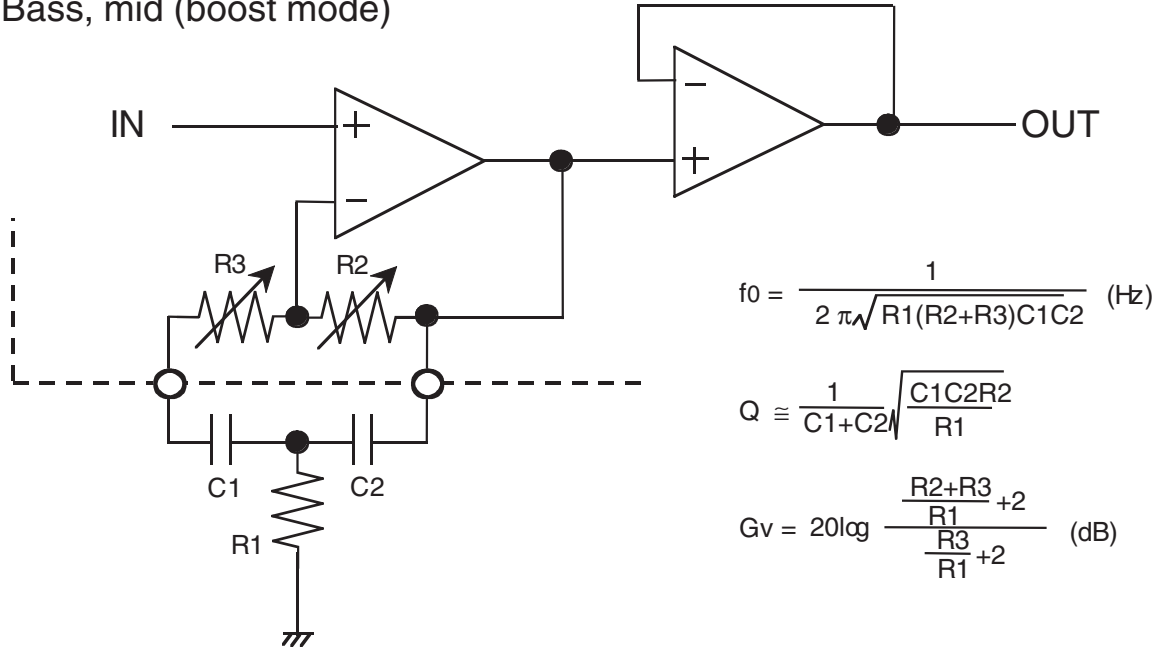 Bass, mid (boost mode)
IN
+
−
−
+
OUT
R3
R2
C1
C2
R1
f0 = 1 / 2 π√R1(R2+R3)C1C2 (Hz)
Q ≅ 1 / C1+C2 √C1C2R2 / R1
Gv = 20log R2+R3 / R1 +2 / R3 / R1 +2 (dB)